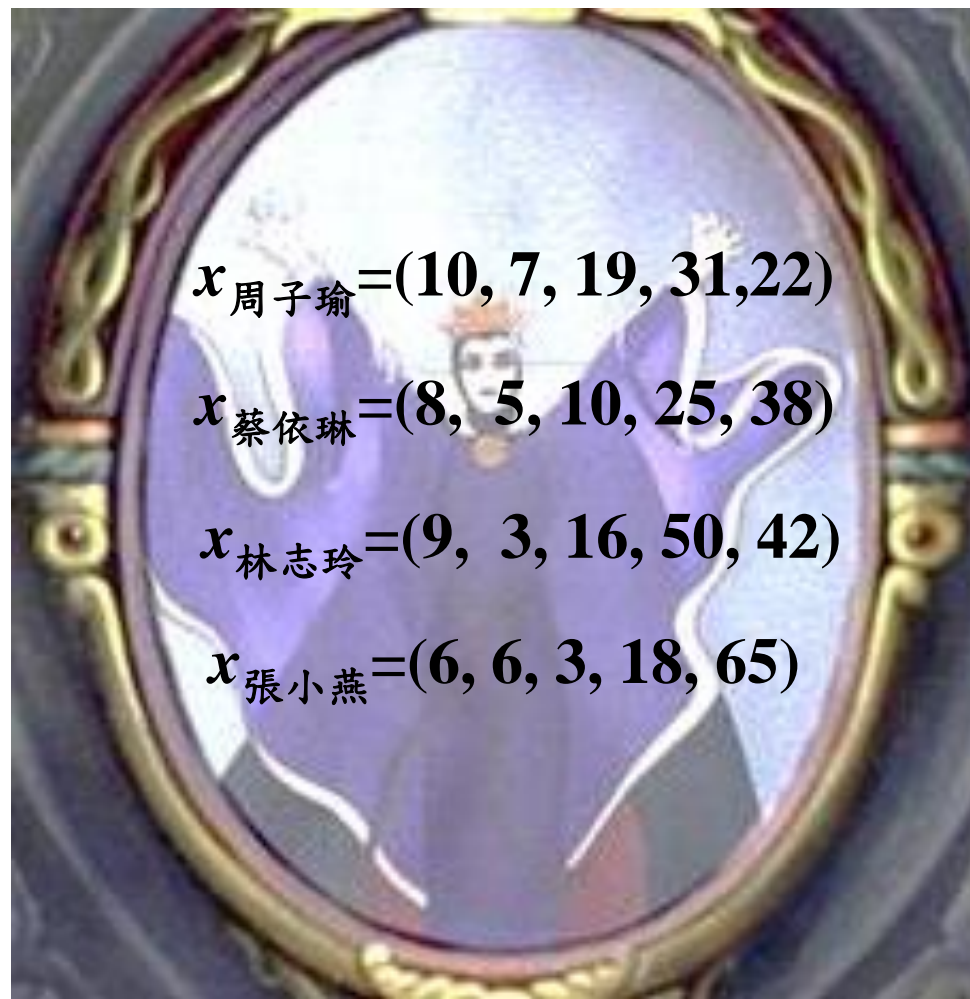 x周子瑜=(10, 7, 19, 31,22)
x蔡依琳=(8, 5, 10, 25, 38)
x林志玲=(9, 3, 16, 50, 42)
x張小燕=(6, 6, 3, 18, 65)